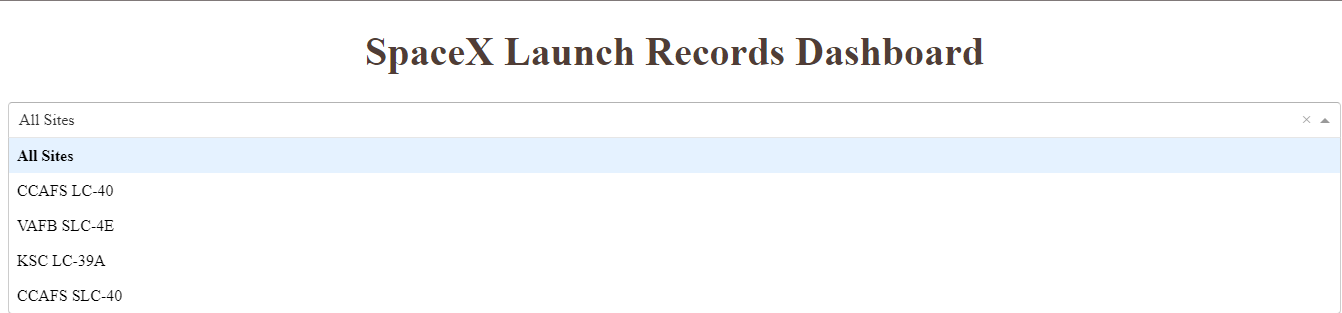 SpaceX Launch Records Dashboard
All Sites
All Sites
CCAFS LC-40
VAFB SLC-4E
KSC LC-39A
CCAFS SLC-40